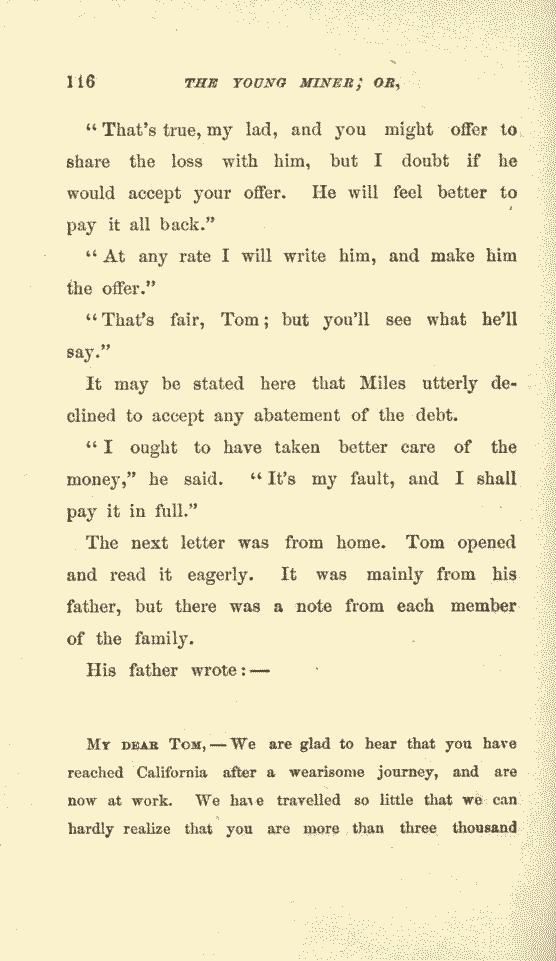 116 THE YOUNG MINER; OR,
“That's true, my lad, and you might offer to
share the loss with him, but I doubt if he
would accept your offer. He will feel better to
pay it all back.”
“At any rate I will write him, and make him
the offer.”
“That's fair, Tom; but you'll see what he'll
say.”
It may be stated here that Miles utterly de-
clined to accept any abatement of the debt.
“I ought to have taken better care of the
money,” he said. “It's my fault, and I shall
pay it in full.”
The next letter was from home. Tom opened
and read it eagerly. It was mainly from his
father, but there was a note from each member
of the family.
His father wrote:—
MY DEAR TOM,—We are glad to hear that you have
reached California after a wearisome journey, and are
now at work. We have travelled so little that we can
hardly realize that you are more than three thousand